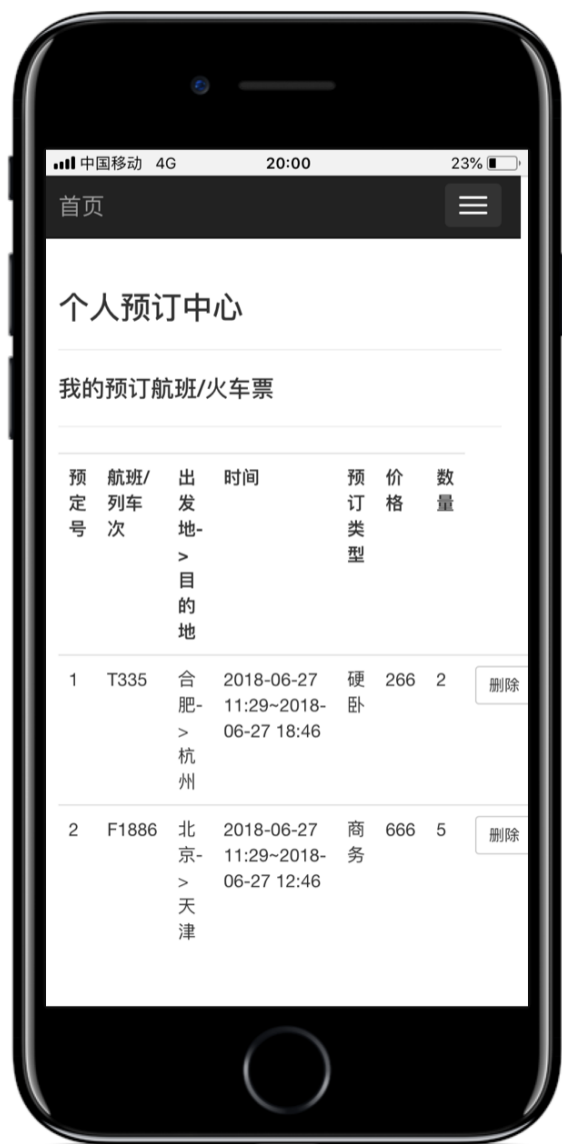 中国移动 4G 20:00 23%
首页
个人预订中心
我的预订航班/火车票
预 航班/ 出 时间 预 价 数
定 列车 发 订 格 量
号 次 地- 类
> 型
目
的
地
1 T335 合 2018-06-27 硬 266 2 删除
肥- 11:29~2018- 卧
> 06-27 18:46
杭
州
2 F1886 北 2018-06-27 商 666 5 删除
京- 11:29~2018- 务
> 06-27 12:46
天
津